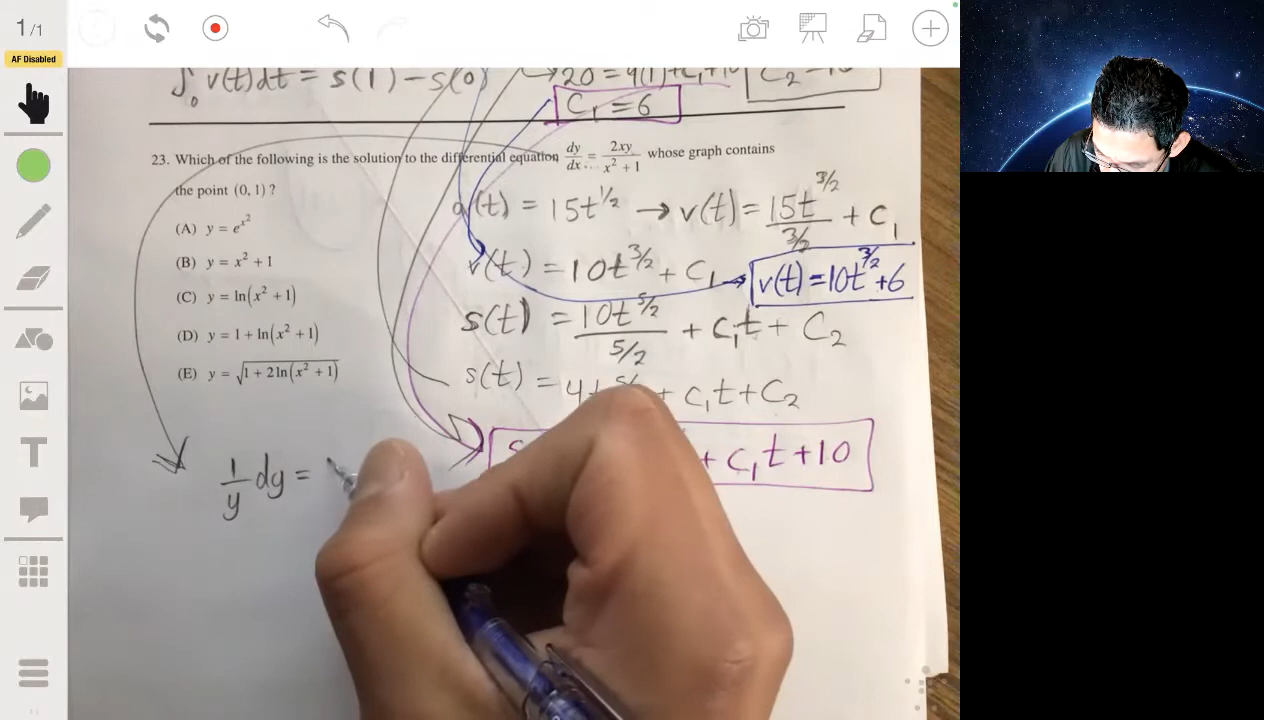 1/1
AF Disabled
∫₀ v(t)dt = s(1) − s(0)
20 = 4(1)+C₁+10
C₁ = 6
23. Which of the following is the solution to the differential equation dy/dx = 2xy/(x² + 1) whose graph contains
the point (0, 1) ?
(A) y = e^(x²)
(B) y = x² + 1
(C) y = ln(x² + 1)
(D) y = 1 + ln(x² + 1)
(E) y = √(1 + 2 ln(x² + 1))
a(t) = 15t^(1/2) → v(t) = 15t^(3/2)/(3/2) + C₁
v(t) = 10t^(3/2) + C₁ → v(t) = 10t^(3/2) + 6
s(t) = 10t^(5/2)/(5/2) + C₁t + C₂
s(t) = 4t + C₁t + C₂
+ C₁t + 10
1/y dy =
T